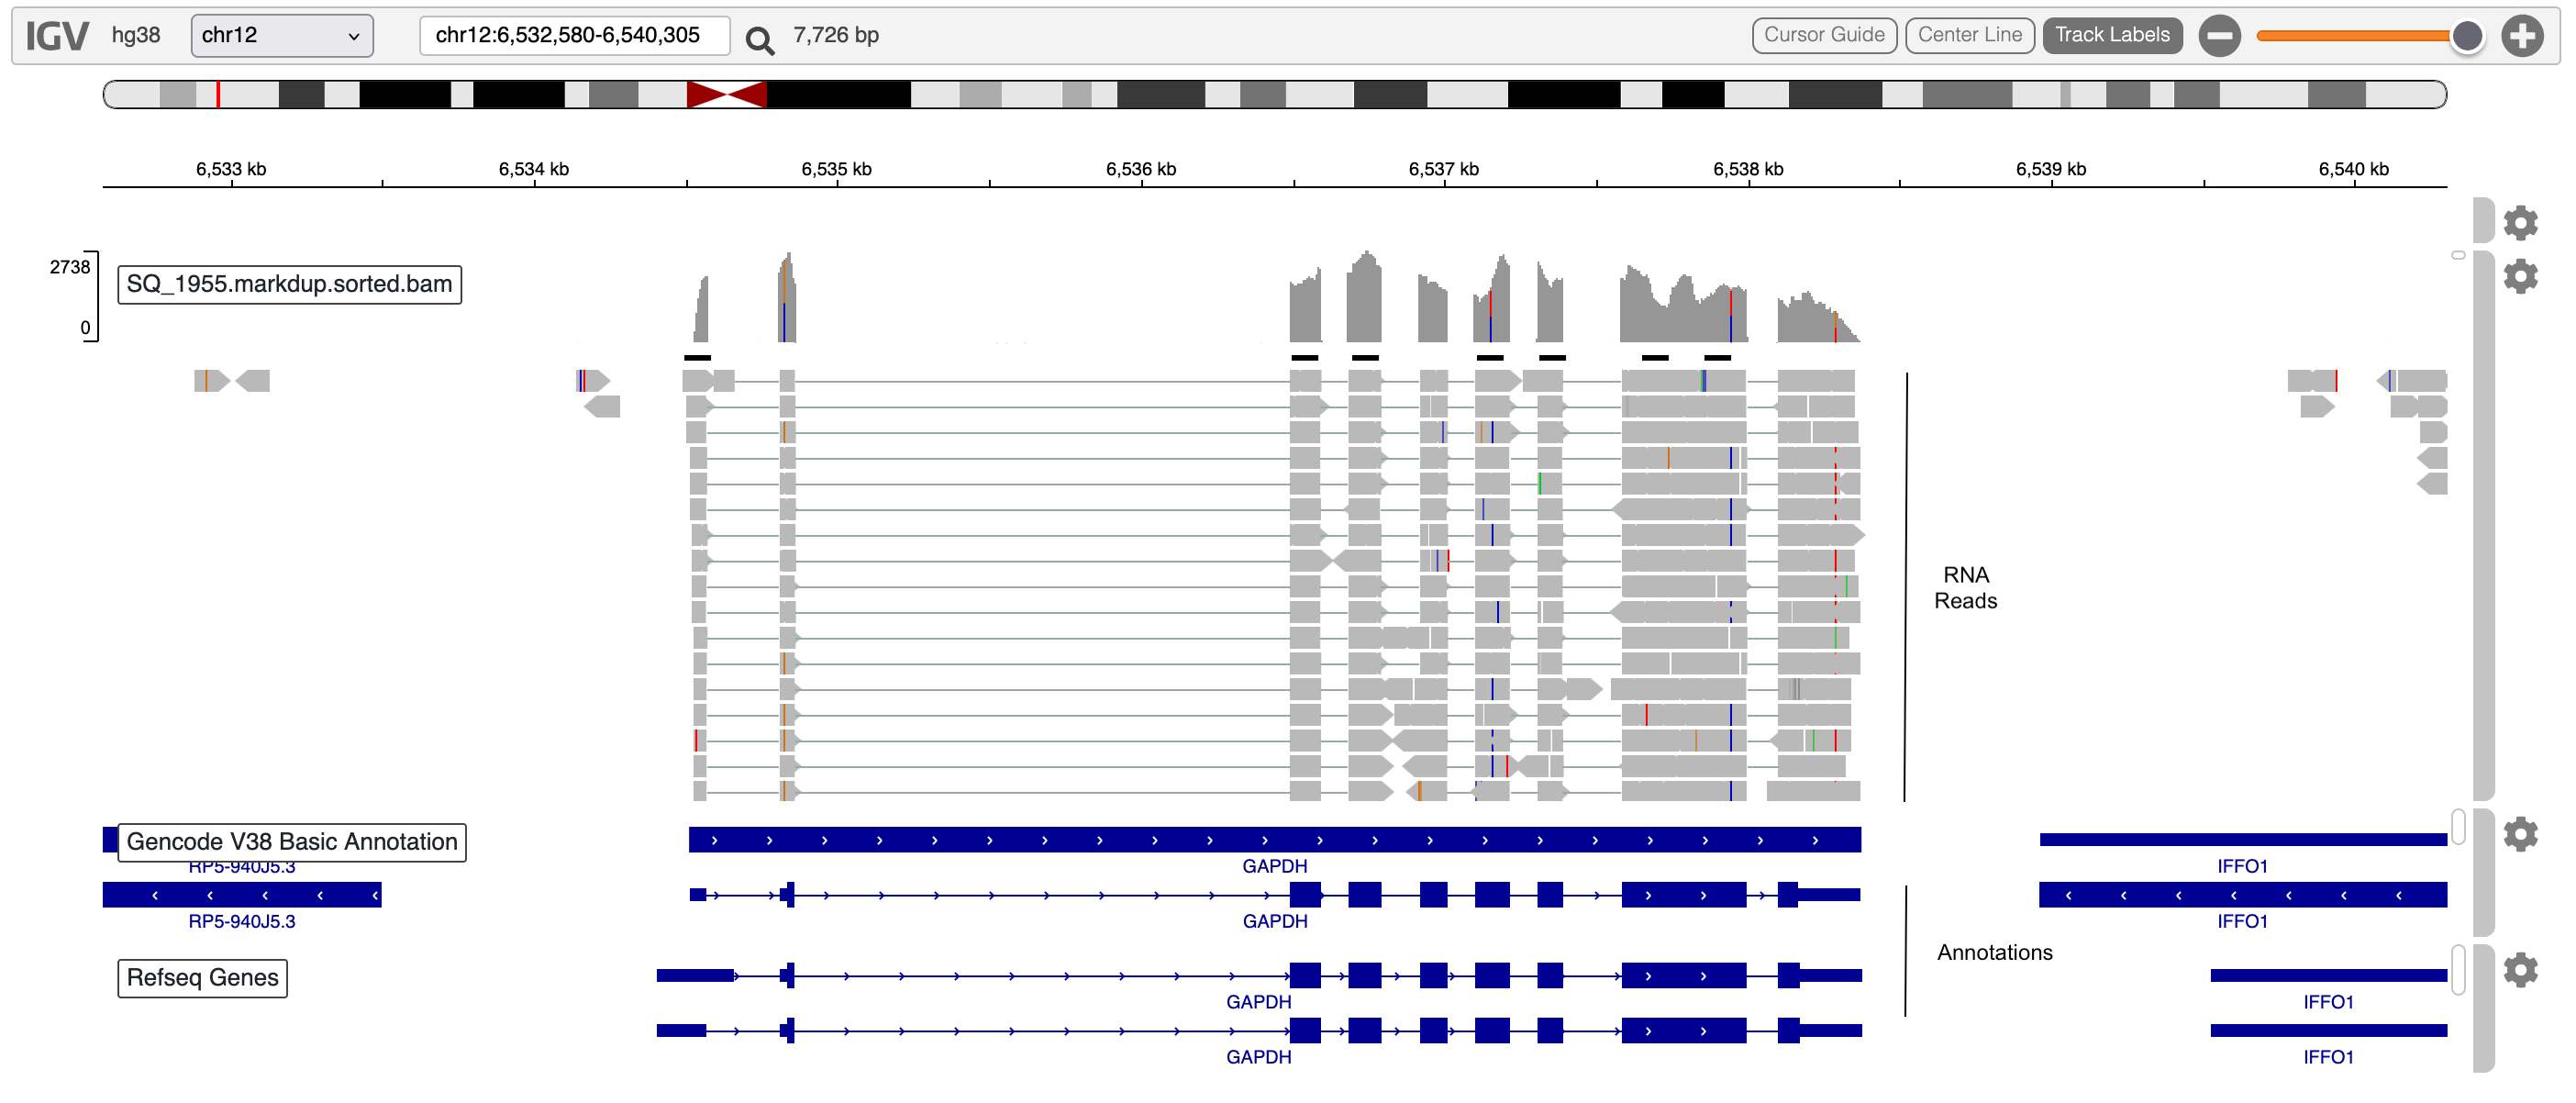 IGV hg38 chr12 chr12:6,532,580-6,540,305 7,726 bp Cursor Guide Center Line Track Labels
6,533 kb 6,534 kb 6,535 kb 6,536 kb 6,537 kb 6,538 kb 6,539 kb 6,540 kb
2738
SQ_1955.markdup.sorted.bam
0
RNA
Reads
Gencode V38 Basic Annotation
RP5-940J5.3 GAPDH IFFO1
RP5-940J5.3 GAPDH IFFO1
Annotations
Refseq Genes
GAPDH IFFO1
GAPDH IFFO1